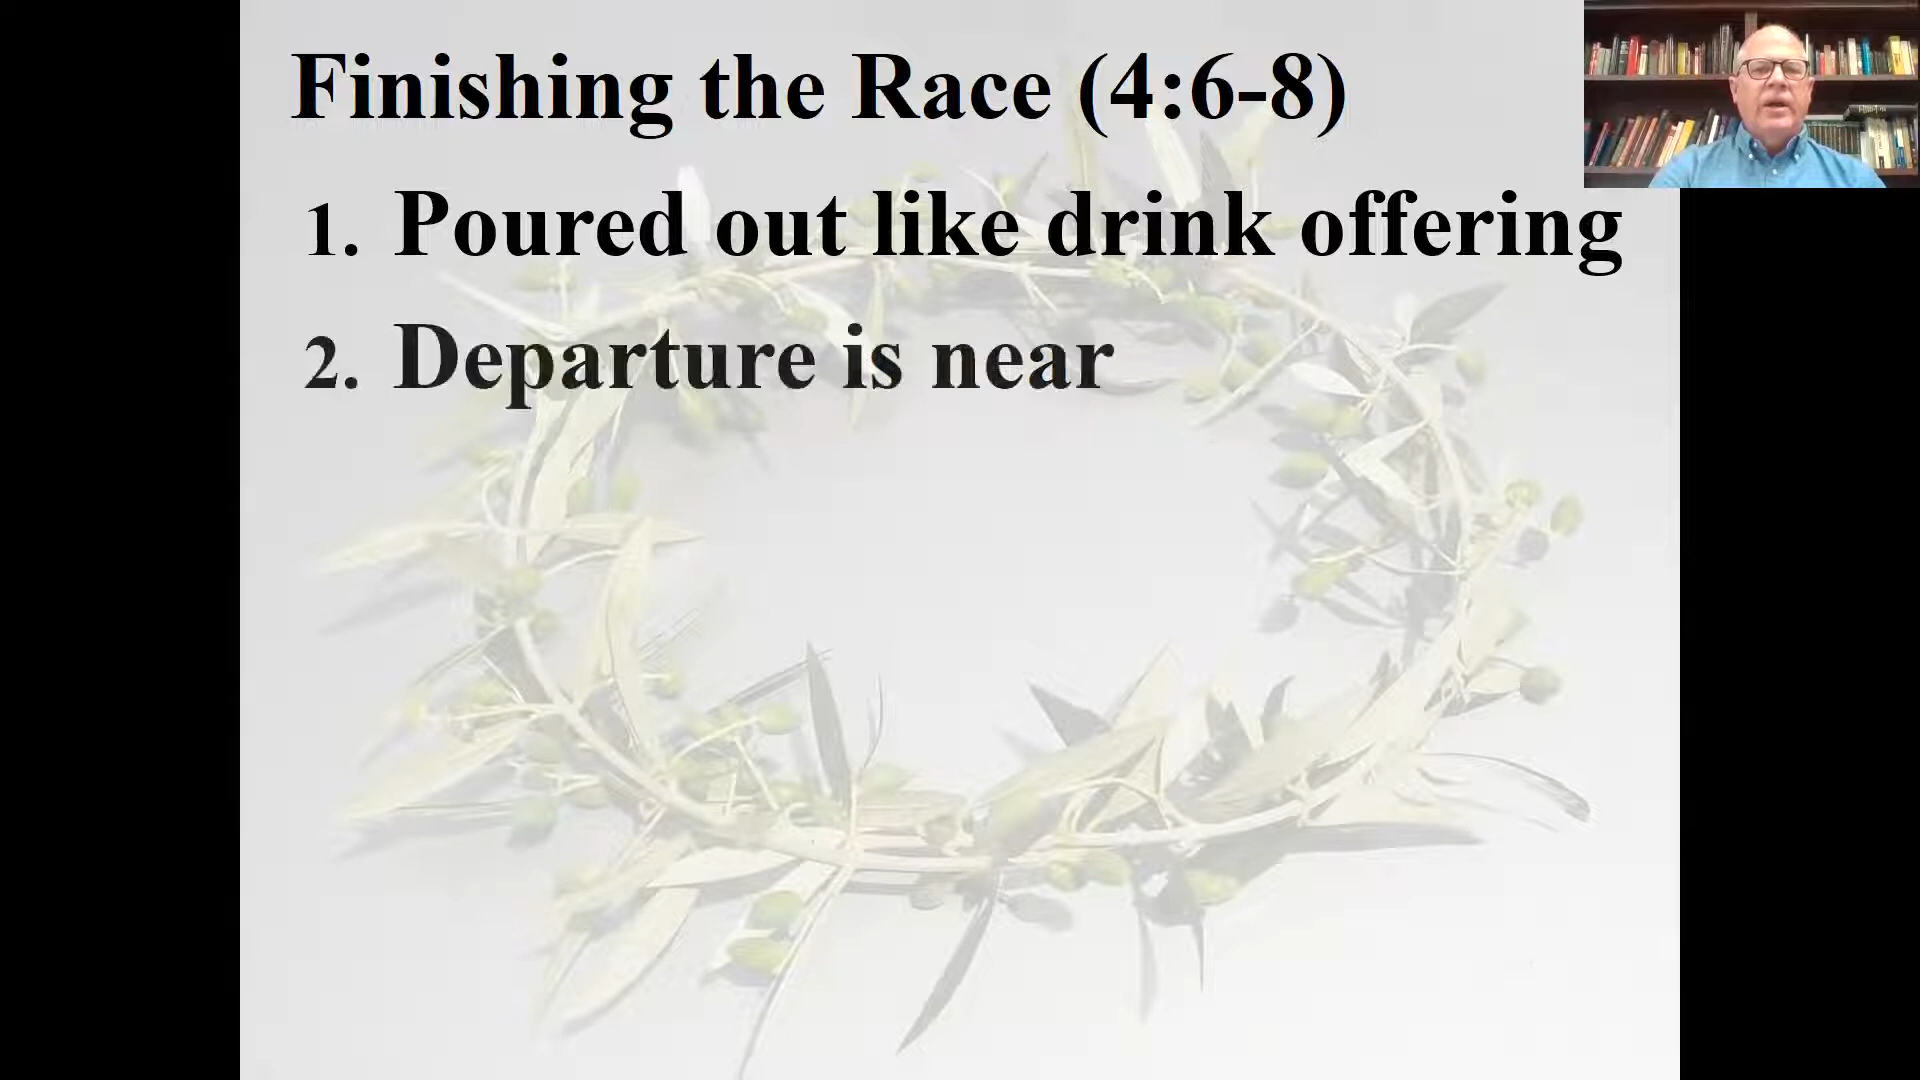 Finishing the Race (4:6-8)
1. Poured out like drink offering
2. Departure is near